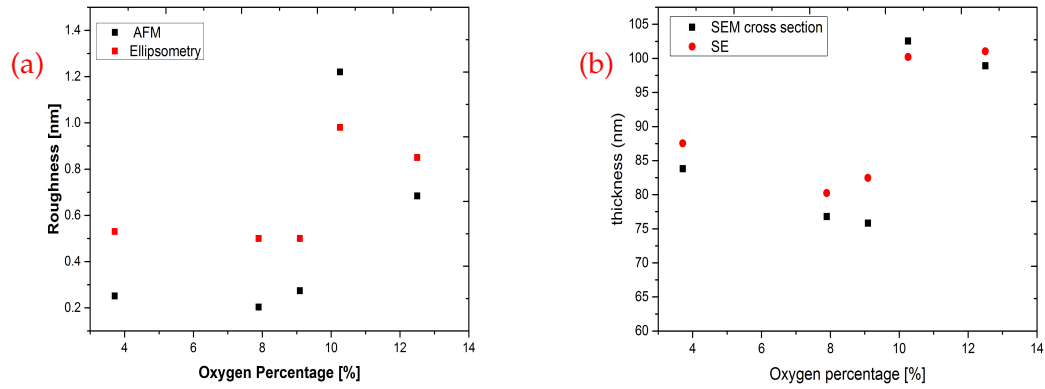 (a)
AFM
Ellipsometry
Roughness [nm]
1.4
1.2
1.0
0.8
0.6
0.4
0.2
4 6 8 10 12 14
Oxygen Percentage [%]
(b)
SEM cross section
SE
thickness (nm)
105
100
95
90
85
80
75
70
65
60
4 6 8 10 12 14
Oxygen percentage [%]